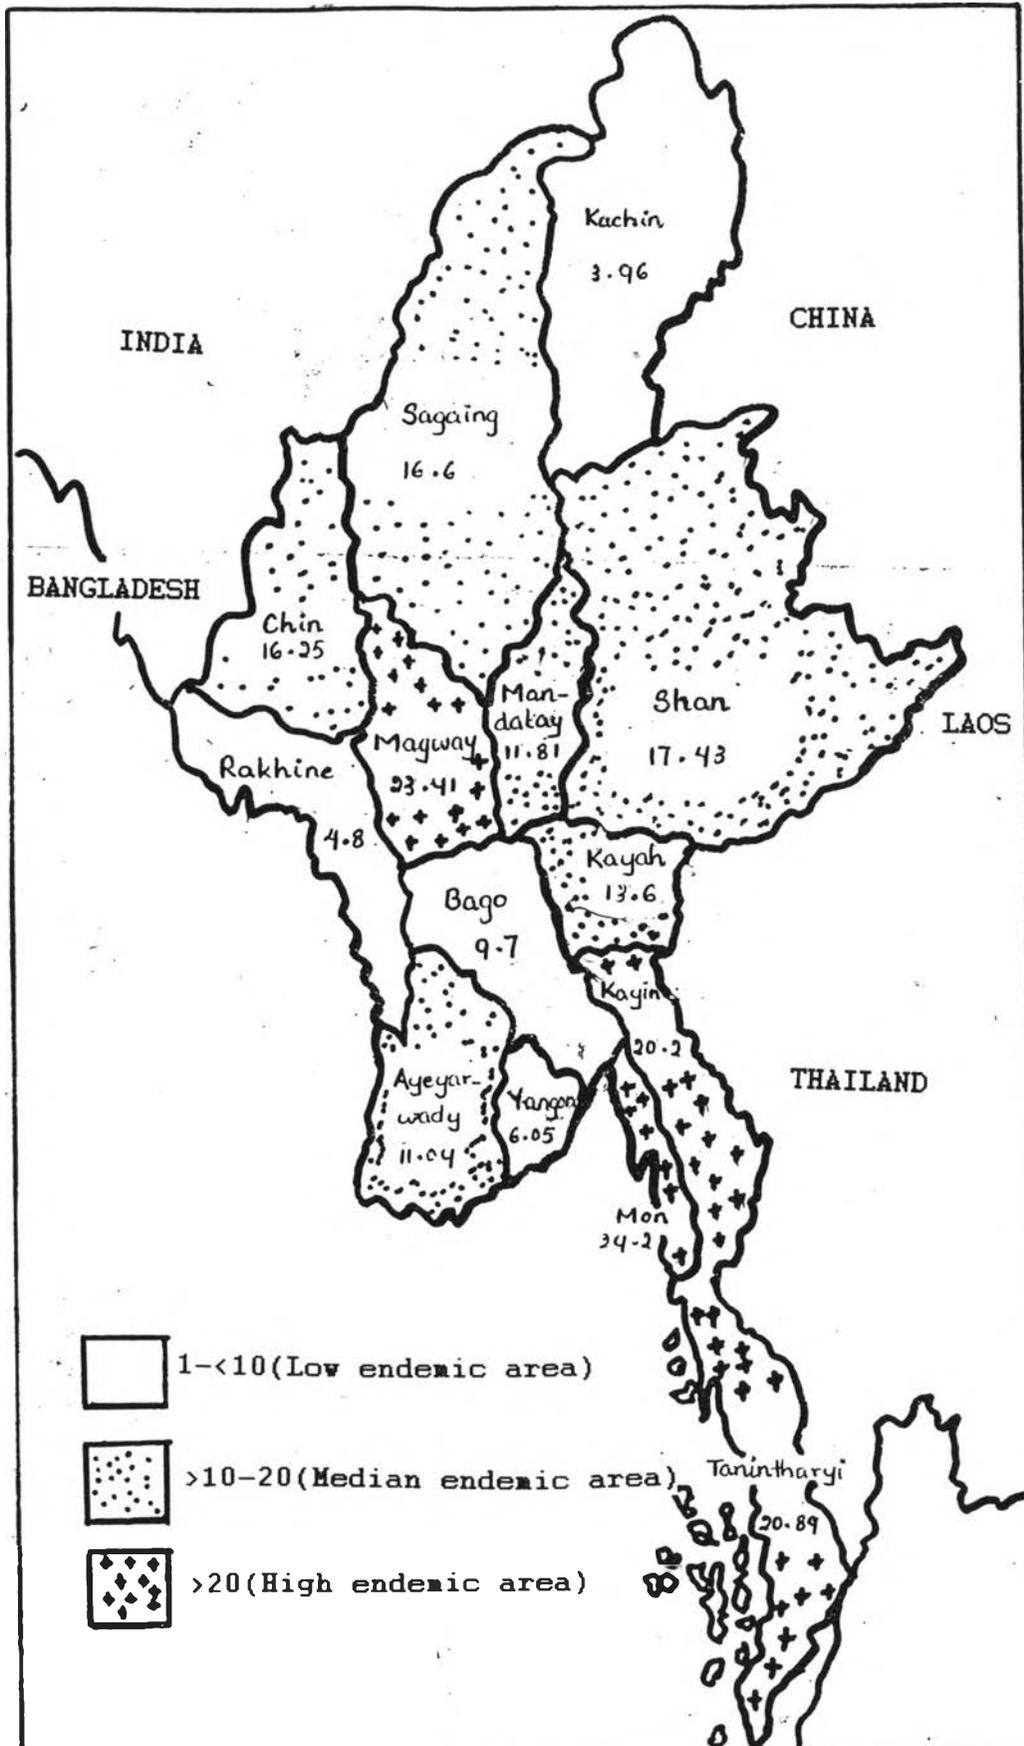 Kachin
3.96
INDIA
CHINA
Sagaing
16.6
BANGLADESH
Chin
16.25
Man-
dalay
11.81
Shan
17.43
LAOS
Magway
23.41
Rakhine
4.8
Kayah
13.6
Bago
9.7
Kayin
20.2
THAILAND
Ayeyar-
wady
11.04
Yangon
6.05
Mon
34.2
1-<10(Low endemic area)
>10-20(Median endemic area)
Tanintharyi
20.89
>20(High endemic area)